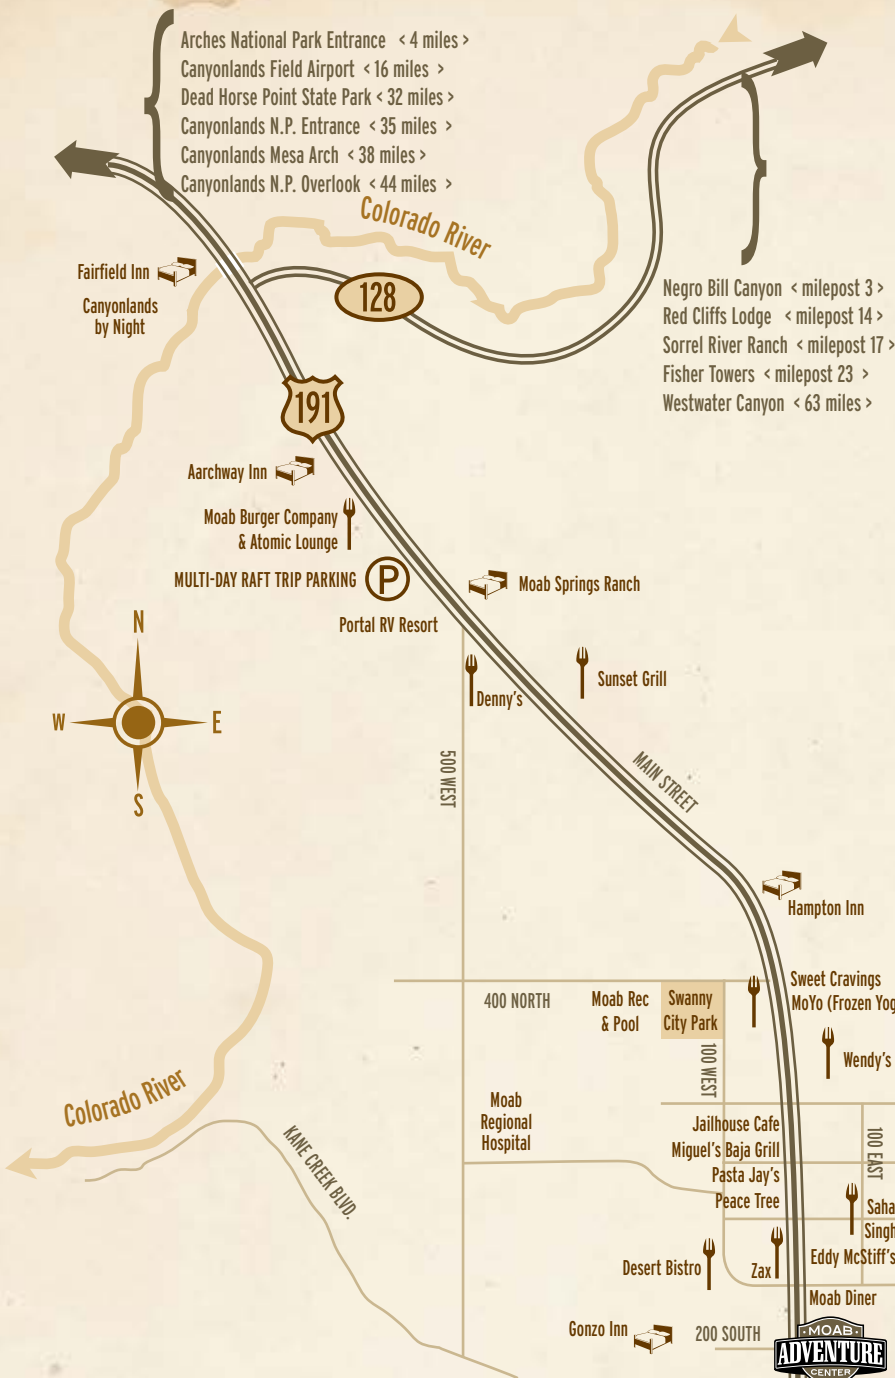 Arches National Park Entrance < 4 miles >
Canyonlands Field Airport < 16 miles >
Dead Horse Point State Park < 32 miles >
Canyonlands N.P. Entrance < 35 miles >
Canyonlands Mesa Arch < 38 miles >
Canyonlands N.P. Overlook < 44 miles >
Colorado River
Fairfield Inn
Canyonlands
by Night
128
Negro Bill Canyon < milepost 3 >
Red Cliffs Lodge < milepost 14 >
Sorrel River Ranch < milepost 17 >
Fisher Towers < milepost 23 >
Westwater Canyon < 63 miles >
191
Aarchway Inn
Moab Burger Company
& Atomic Lounge
MULTI-DAY RAFT TRIP PARKING P
Moab Springs Ranch
Portal RV Resort
N
W
E
S
Denny's
Sunset Grill
500 WEST
MAIN STREET
Hampton Inn
Sweet Cravings
MoYo (Frozen Yog
400 NORTH
Moab Rec
& Pool
Swanny
City Park
Wendy's
100 WEST
Colorado River
Moab
Regional
Hospital
KANE CREEK BLVD.
Jailhouse Cafe
Miguel's Baja Grill
Pasta Jay's
Peace Tree
100 EAST
Saha
Singh
Eddy McStiff's
Desert Bistro
Zax
Moab Diner
Gonzo Inn
200 SOUTH
MOAB
ADVENTURE
CENTER